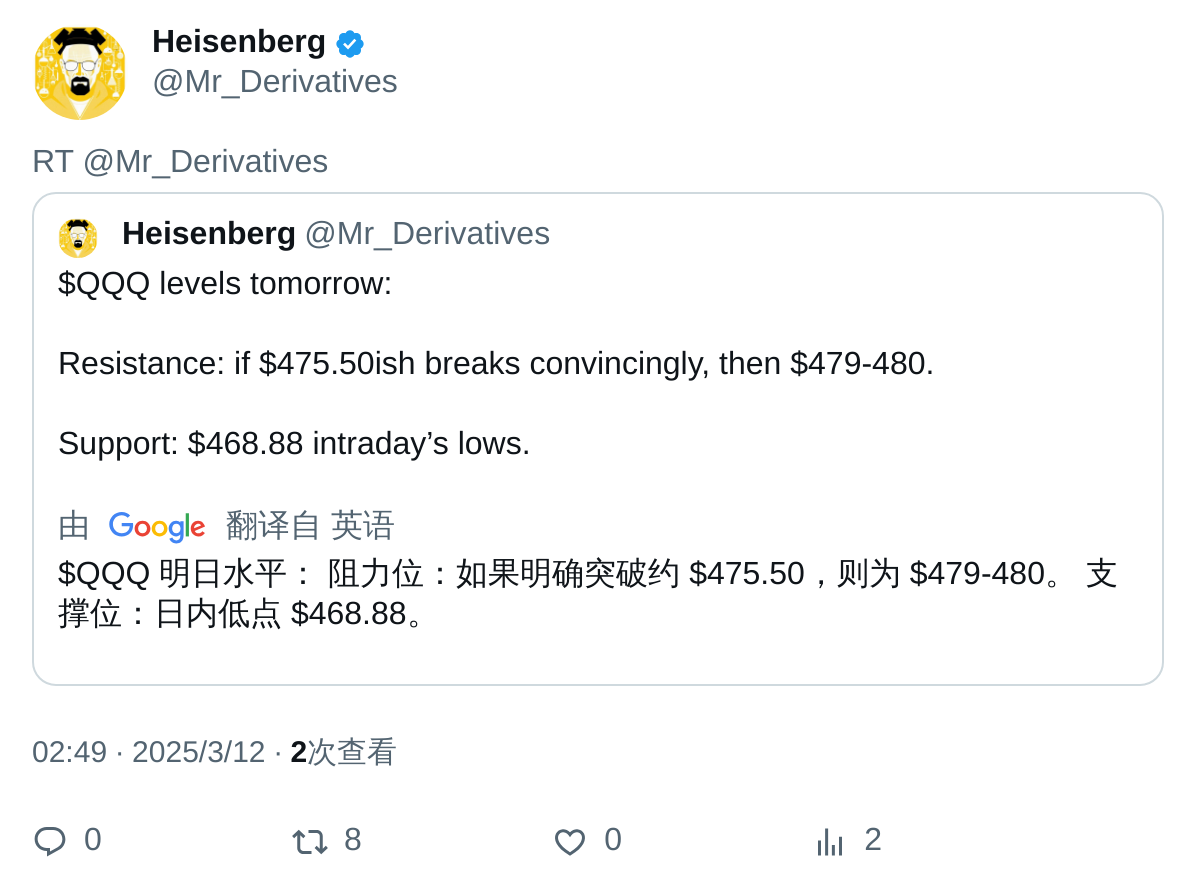 Heisenberg
@Mr_Derivatives
RT @Mr_Derivatives
Heisenberg @Mr_Derivatives
$QQQ levels tomorrow:
Resistance: if $475.50ish breaks convincingly, then $479-480.
Support: $468.88 intraday’s lows.
由 Google 翻译自 英语
$QQQ 明日水平： 阻力位：如果明确突破约 $475.50，则为 $479-480。 支
撑位：日内低点 $468.88。
02:49 · 2025/3/12 · 2次查看
0 8 0 2